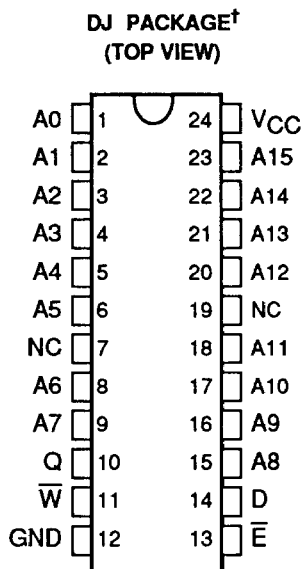 DJ PACKAGE†
(TOP VIEW)
A0 1 24 VCC
A1 2 23 A15
A2 3 22 A14
A3 4 21 A13
A4 5 20 A12
A5 6 19 NC
NC 7 18 A11
A6 8 17 A10
A7 9 16 A9
Q 10 15 A8
W̅ 11 14 D
GND 12 13 E̅